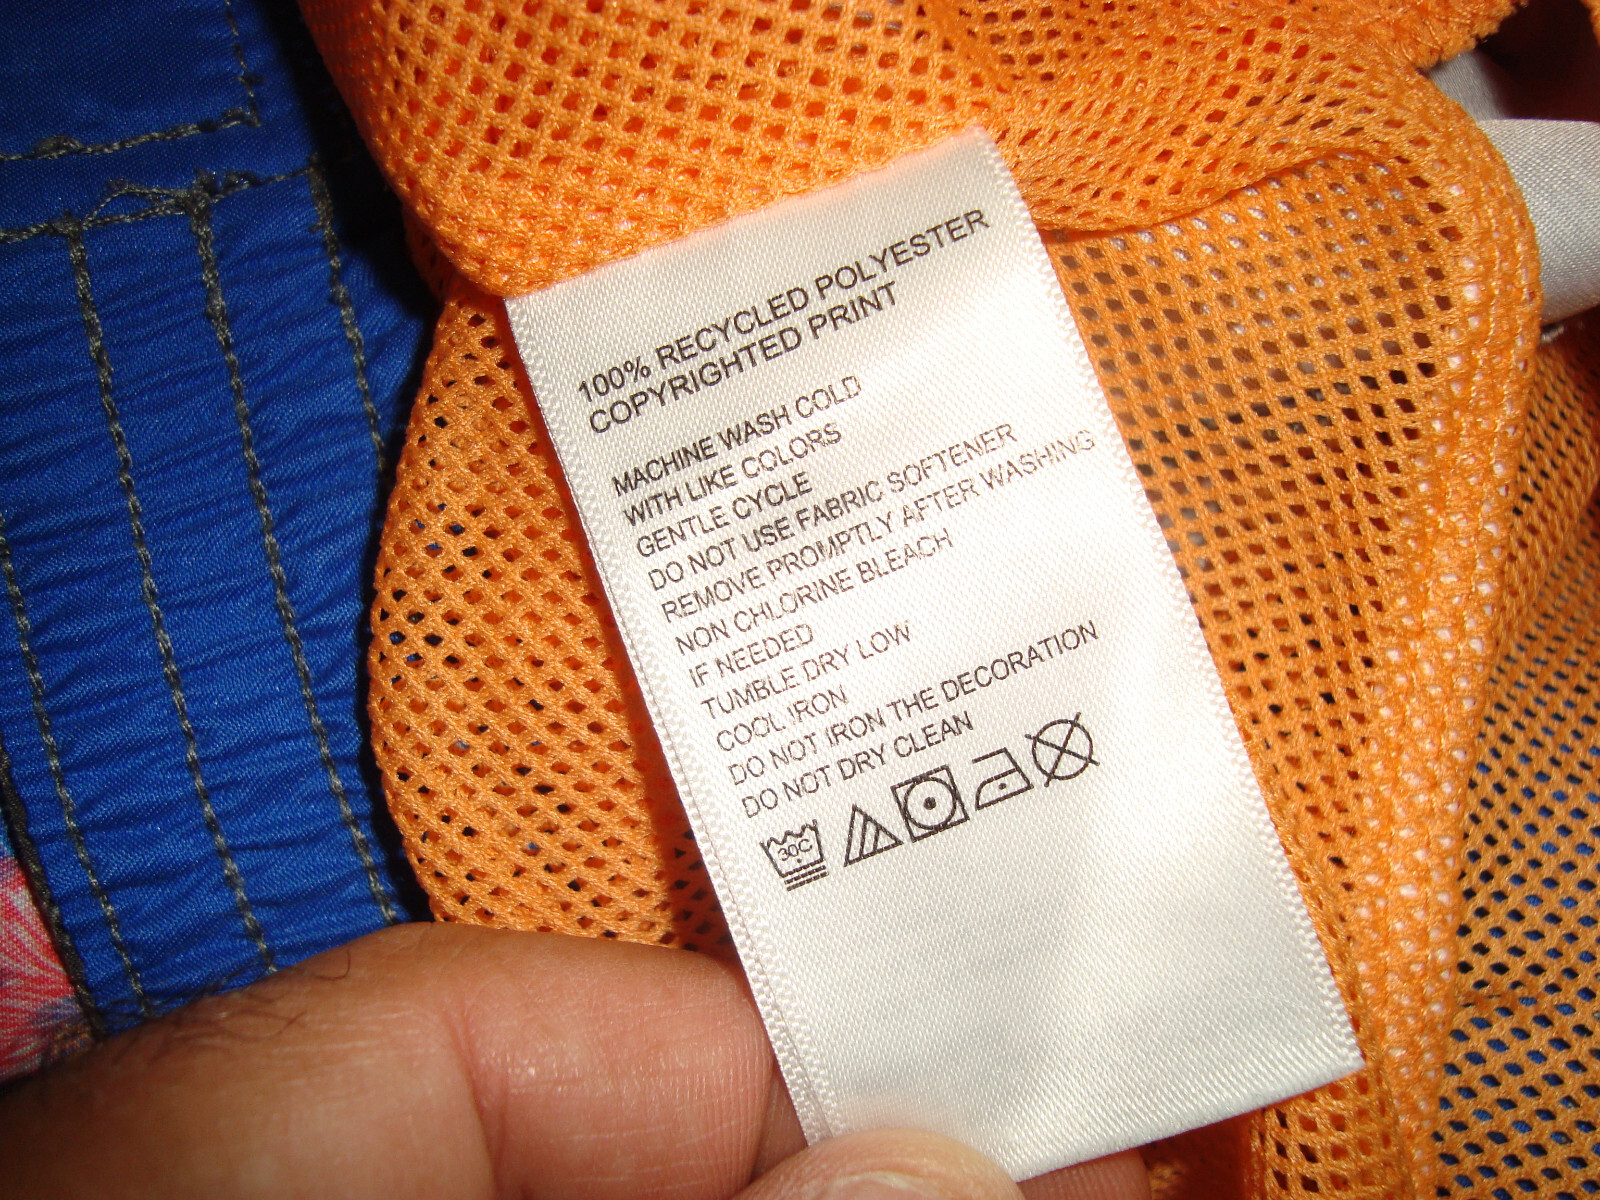 100% RECYCLED POLYESTER
COPYRIGHTED PRINT
MACHINE WASH COLD
WITH LIKE COLORS
GENTLE CYCLE
DO NOT USE FABRIC SOFTENER
REMOVE PROMPTLY AFTER WASHING
NON CHLORINE BLEACH
IF NEEDED
TUMBLE DRY LOW
COOL IRON
DO NOT IRON THE DECORATION
DO NOT DRY CLEAN
30C